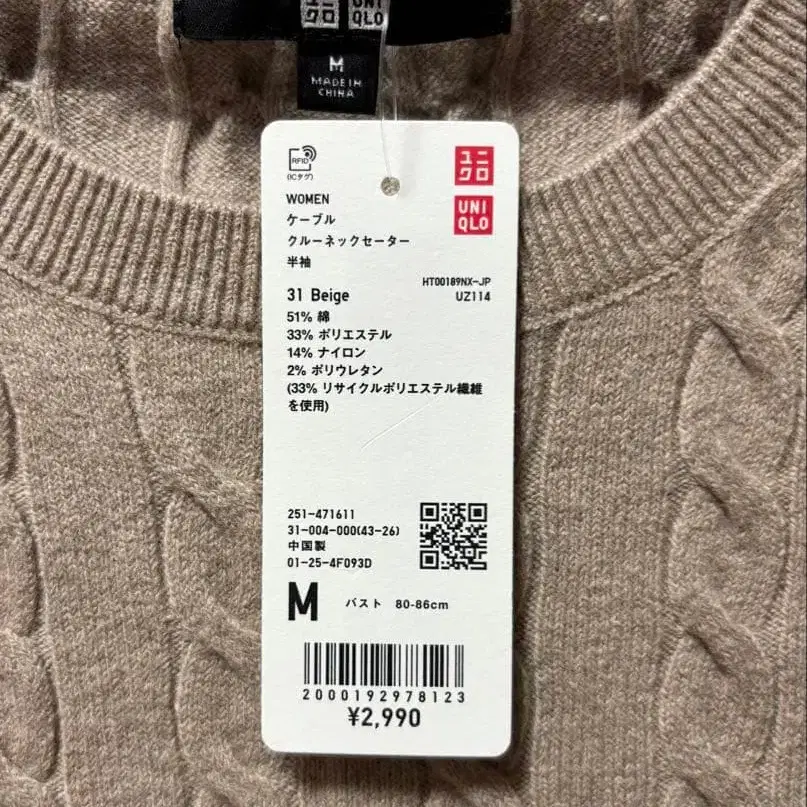 ユニ
クロ
UNI
QLO
M
MADE IN
CHINA
RFID
(ICタグ)
ユニ
クロ
WOMEN
UNI
QLO
ケーブル
クルーネックセーター
半袖
HT00189NX-JP
31 Beige
UZ114
51% 綿
33% ポリエステル
14% ナイロン
2% ポリウレタン
(33% リサイクルポリエステル繊維
を使用)
251-471611
31-004-000(43-26)
中国製
01-25-4F093D
M バスト 80-86cm
2000192978123
¥2,990